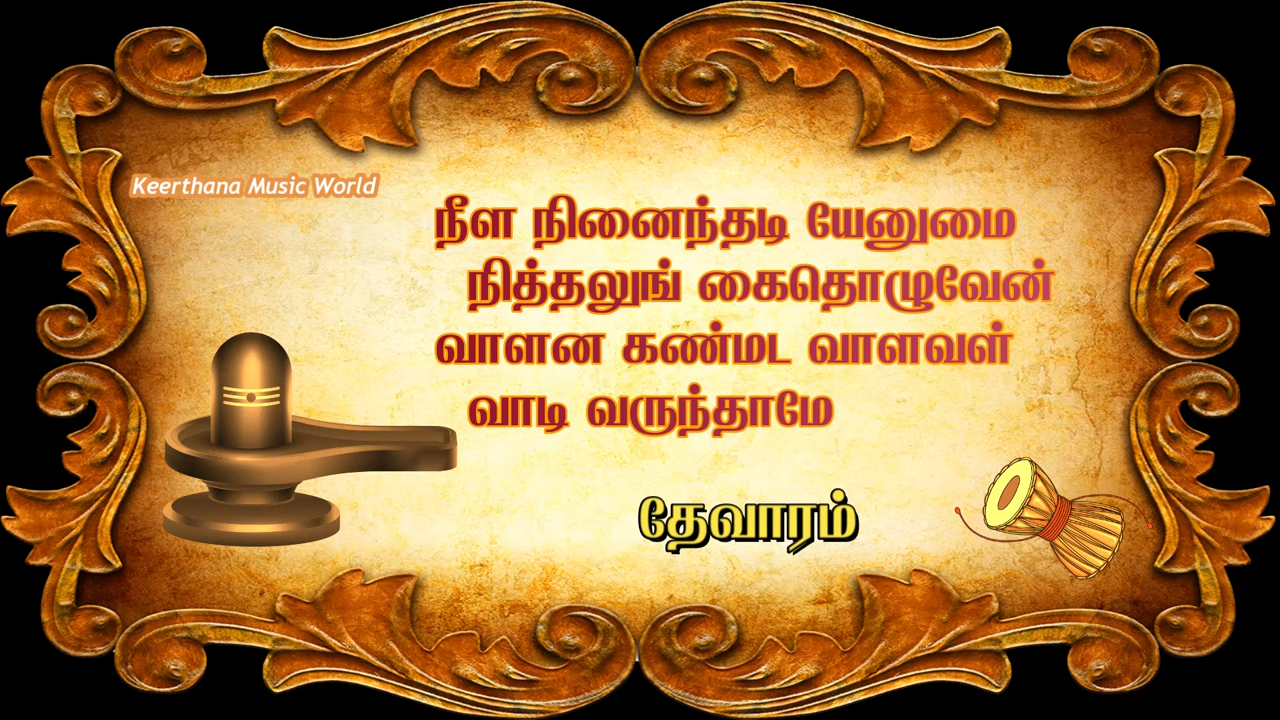 Keerthana Music World
நீள நினைந்தடி யேனுமை
நித்தலுங் கைதொழுவேன்
வாளன கண்மட வாளவள்
வாடி வருந்தாமே
தேவாரம்